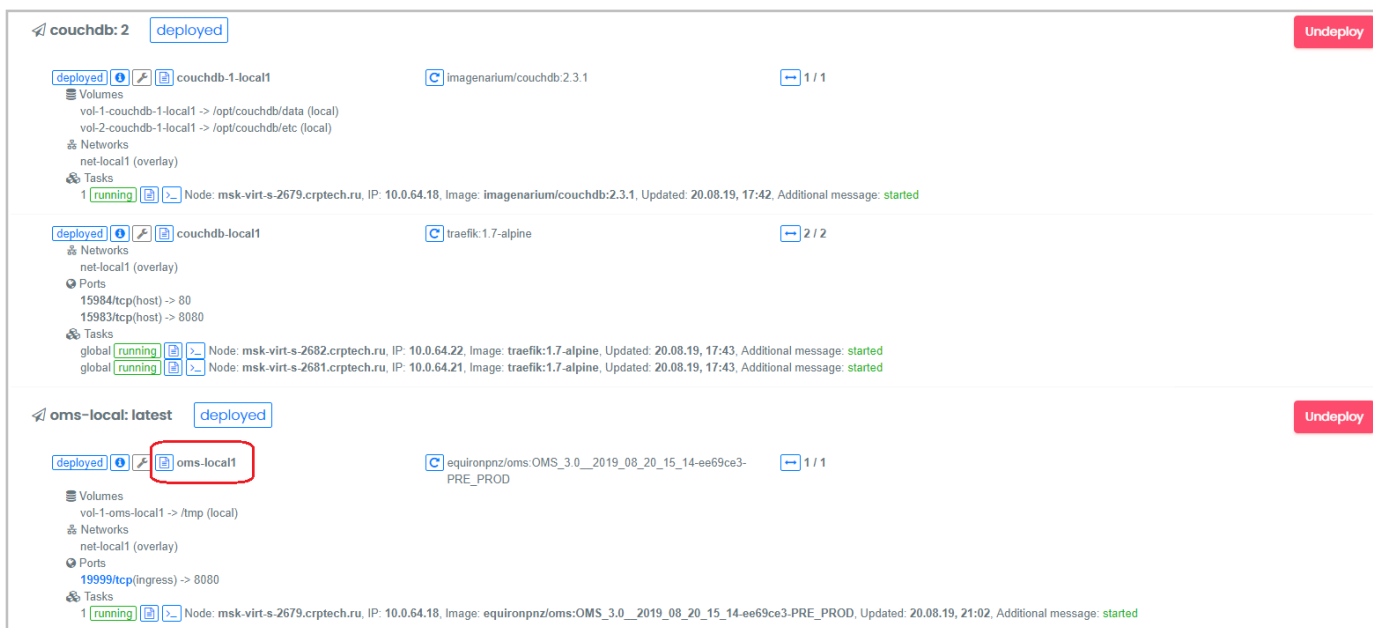 couchdb: 2 deployed Undeploy
deployed couchdb-1-local1 imagenarium/couchdb:2.3.1 1 / 1
Volumes
vol-1-couchdb-1-local1 -> /opt/couchdb/data (local)
vol-2-couchdb-1-local1 -> /opt/couchdb/etc (local)
Networks
net-local1 (overlay)
Tasks
1 running Node: msk-virt-s-2679.crptech.ru, IP: 10.0.64.18, Image: imagenarium/couchdb:2.3.1, Updated: 20.08.19, 17:42, Additional message: started
deployed couchdb-local1 traefik:1.7-alpine 2 / 2
Networks
net-local1 (overlay)
Ports
15984/tcp(host) -> 80
15983/tcp(host) -> 8080
Tasks
global running Node: msk-virt-s-2682.crptech.ru, IP: 10.0.64.22, Image: traefik:1.7-alpine, Updated: 20.08.19, 17:43, Additional message: started
global running Node: msk-virt-s-2681.crptech.ru, IP: 10.0.64.21, Image: traefik:1.7-alpine, Updated: 20.08.19, 17:43, Additional message: started
oms-local: latest deployed Undeploy
deployed oms-local1 equironpnz/oms:OMS_3.0__2019_08_20_15_14-ee69ce3- 1 / 1
PRE_PROD
Volumes
vol-1-oms-local1 -> /tmp (local)
Networks
net-local1 (overlay)
Ports
19999/tcp(ingress) -> 8080
Tasks
1 running Node: msk-virt-s-2679.crptech.ru, IP: 10.0.64.18, Image: equironpnz/oms:OMS_3.0__2019_08_20_15_14-ee69ce3-PRE_PROD, Updated: 20.08.19, 21:02, Additional message: started